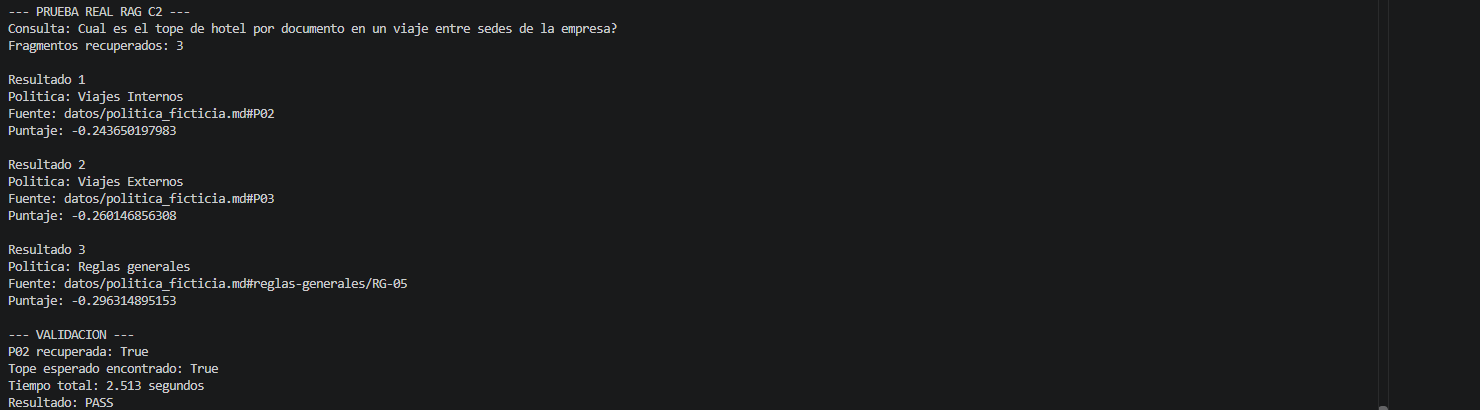 --- PRUEBA REAL RAG C2 ---
Consulta: Cual es el tope de hotel por documento en un viaje entre sedes de la empresa?
Fragmentos recuperados: 3
Resultado 1
Politica: Viajes Internos
Fuente: datos/politica_ficticia.md#P02
Puntaje: -0.243650197983
Resultado 2
Politica: Viajes Externos
Fuente: datos/politica_ficticia.md#P03
Puntaje: -0.260146856308
Resultado 3
Politica: Reglas generales
Fuente: datos/politica_ficticia.md#reglas-generales/RG-05
Puntaje: -0.296314895153
--- VALIDACION ---
P02 recuperada: True
Tope esperado encontrado: True
Tiempo total: 2.513 segundos
Resultado: PASS